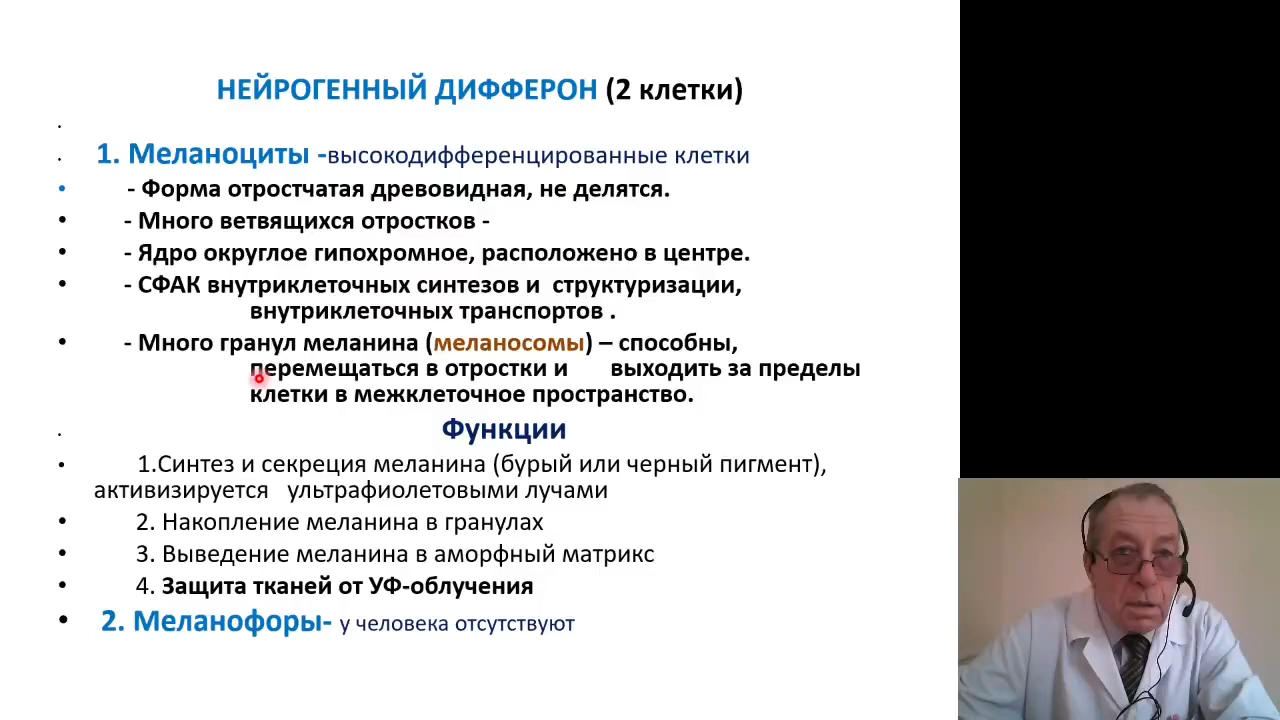 НЕЙРОГЕННЫЙ ДИФФЕРОН (2 клетки)
1. Меланоциты -высокодифференцированные клетки
- Форма отростчатая древовидная, не делятся.
- Много ветвящихся отростков -
- Ядро округлое гипохромное, расположено в центре.
- СФАК внутриклеточных синтезов и структуризации,
внутриклеточных транспортов .
- Много гранул меланина (меланосомы) – способны,
перемещаться в отростки и выходить за пределы
клетки в межклеточное пространство.
Функции
1.Синтез и секреция меланина (бурый или черный пигмент),
активизируется ультрафиолетовыми лучами
2. Накопление меланина в гранулах
3. Выведение меланина в аморфный матрикс
4. Защита тканей от УФ-облучения
2. Меланофоры- у человека отсутствуют